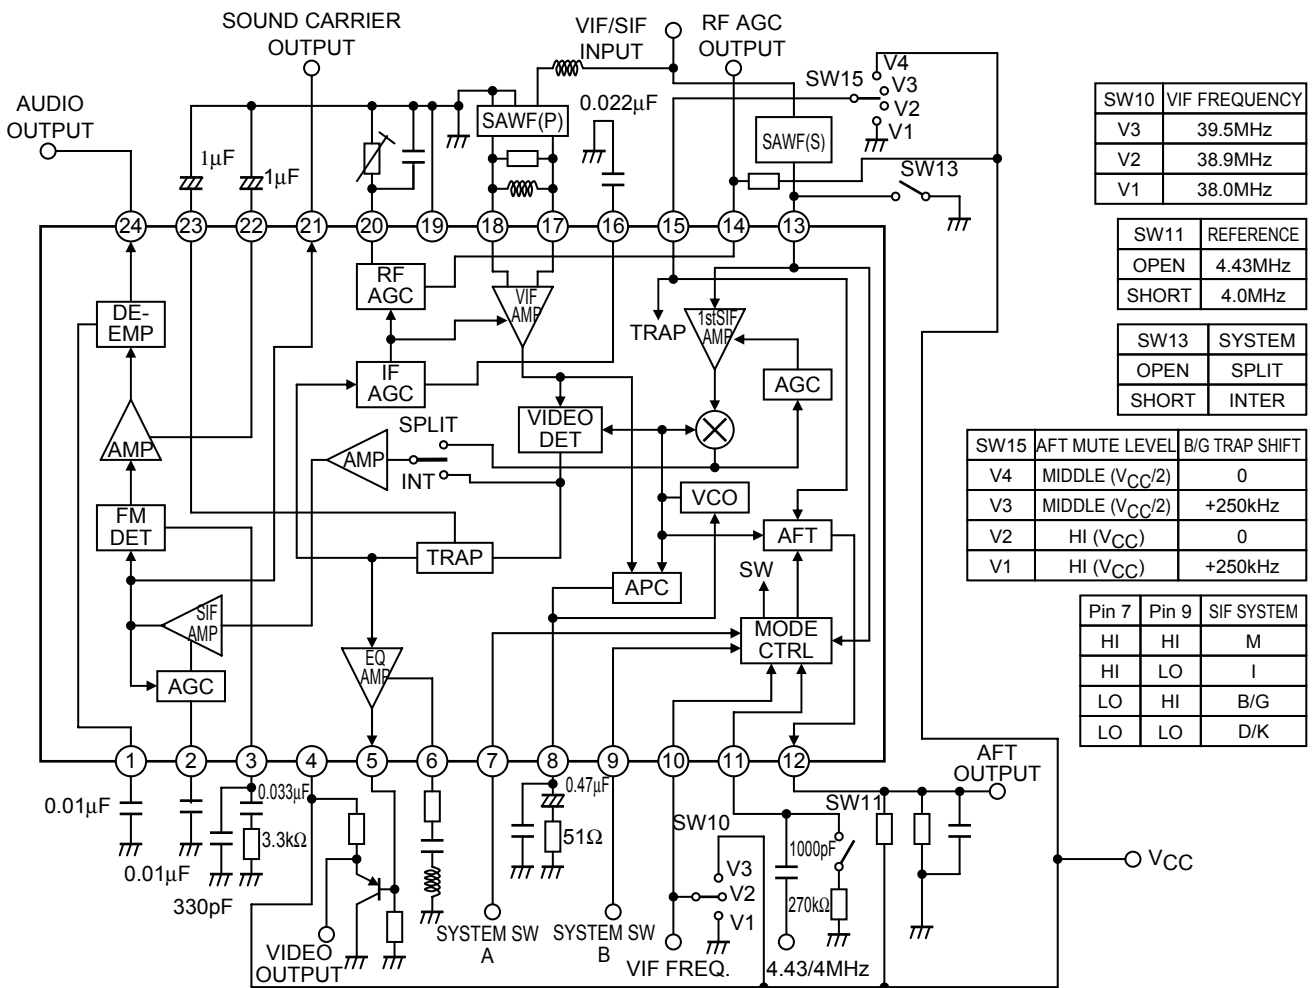 SOUND CARRIER
OUTPUT
VIF/SIF
INPUT
RF AGC
OUTPUT
AUDIO
OUTPUT
1μF
1μF
SAWF(P)
0.022μF
SW15
V4
V3
V2
V1
SAWF(S)
SW13
24
23
22
21
20
19
18
17
16
15
14
13
RF
AGC
VIF
AMP
TRAP
1stSIF
AMP
DE-
EMP
IF
AGC
AGC
VIDEO
DET
SPLIT
AMP
INT
AMP
VCO
FM
DET
TRAP
AFT
APC
SW
SIF
AMP
MODE
CTRL
EQ
AMP
AGC
1
2
3
4
5
6
7
8
9
10
11
12
AFT
OUTPUT
0.01μF
0.01μF
0.033μF
3.3kΩ
330pF
0.47μF
51Ω
SW10
V3
V2
V1
SW11
1000pF
270kΩ
VCC
VIDEO
OUTPUT
SYSTEM SW
A
SYSTEM SW
B
VIF FREQ.
4.43/4MHz
SW10 VIF FREQUENCY
V3 39.5MHz
V2 38.9MHz
V1 38.0MHz
SW11 REFERENCE
OPEN 4.43MHz
SHORT 4.0MHz
SW13 SYSTEM
OPEN SPLIT
SHORT INTER
SW15 AFT MUTE LEVEL B/G TRAP SHIFT
V4 MIDDLE (VCC/2) 0
V3 MIDDLE (VCC/2) +250kHz
V2 HI (VCC) 0
V1 HI (VCC) +250kHz
Pin 7 Pin 9 SIF SYSTEM
HI HI M
HI LO I
LO HI B/G
LO LO D/K